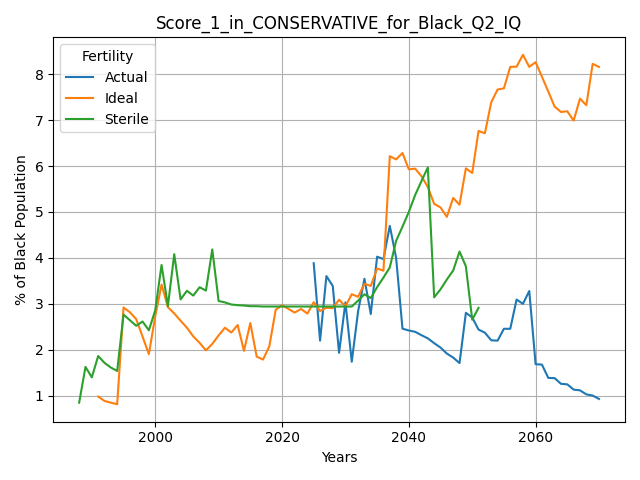 Score_1_in_CONSERVATIVE_for_Black_Q2_IQ
Fertility
Actual
Ideal
Sterile
% of Black Population
8
7
6
5
4
3
2
1
2000
2020
2040
2060
Years